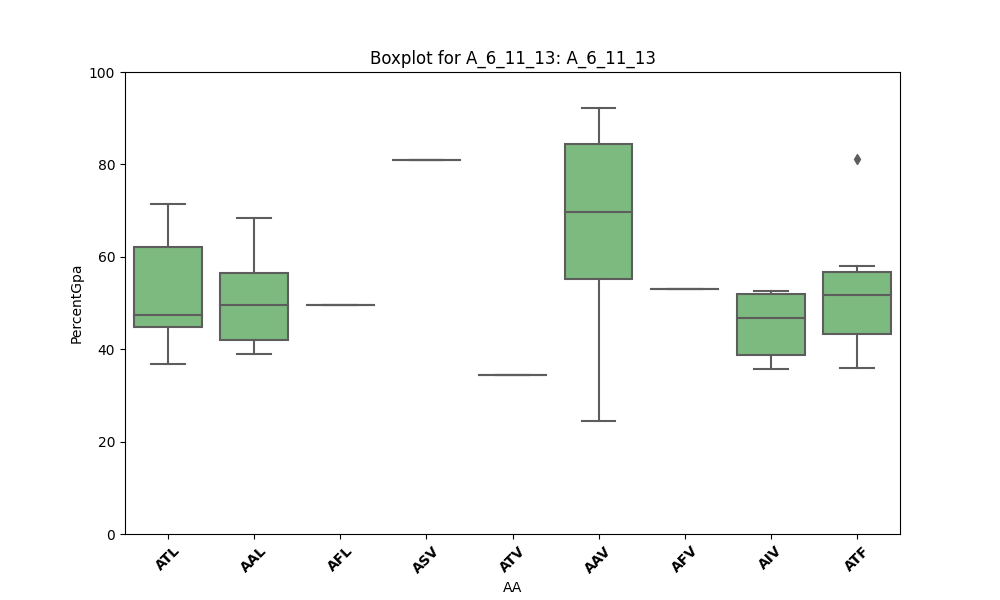 Boxplot for A_6_11_13: A_6_11_13
100
80
60
40
20
0
PercentGpa
ATL AAL AFL ASV ATV AAV AFV AIV ATF
AA